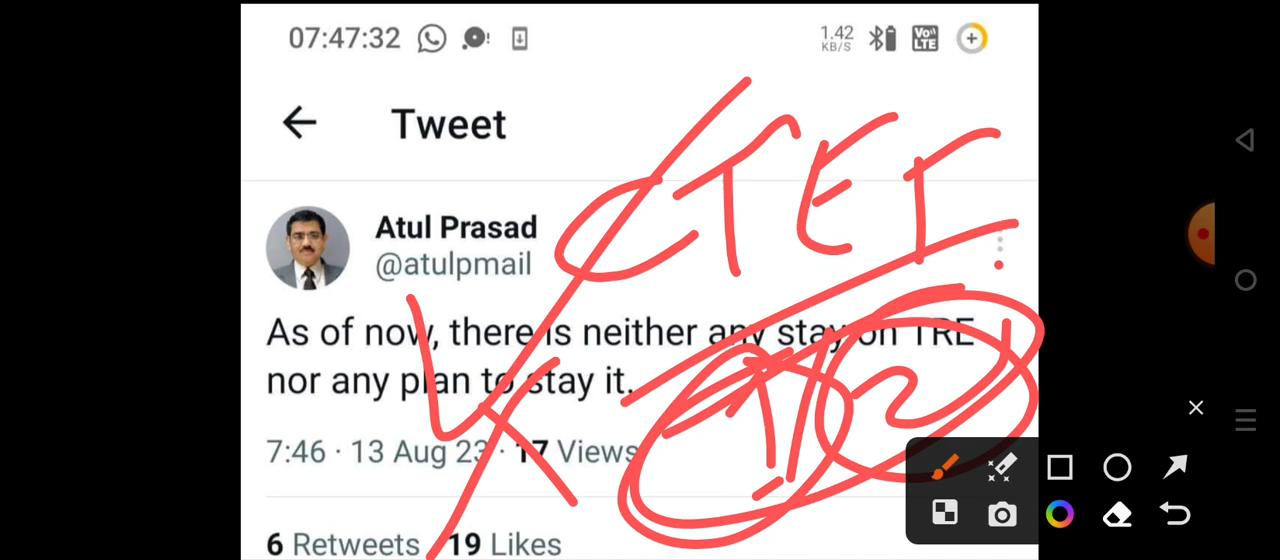 07:47:32 1.42 KB/S Vo LTE
Tweet
CTET
Atul Prasad
@atulpmail
As of now, there is neither any stay on TRE
nor any plan to stay it.
1 2
7:46 · 13 Aug 23 · 17 Views
6 Retweets 19 Likes